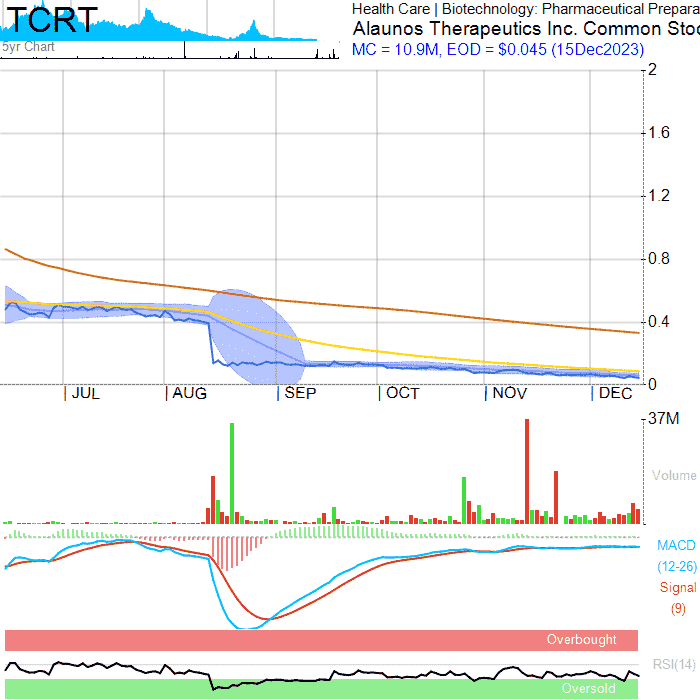 TCRT
5yr Chart
Health Care | Biotechnology: Pharmaceutical Prepara
Alaunos Therapeutics Inc. Common Stoc
MC = 10.9M, EOD = $0.045 (15Dec2023)
2
1.6
1.2
0.8
0.4
0
JUL AUG SEP OCT NOV DEC
37M
Volume
MACD
(12-26)
Signal
(9)
Overbought
RSI(14)
Oversold